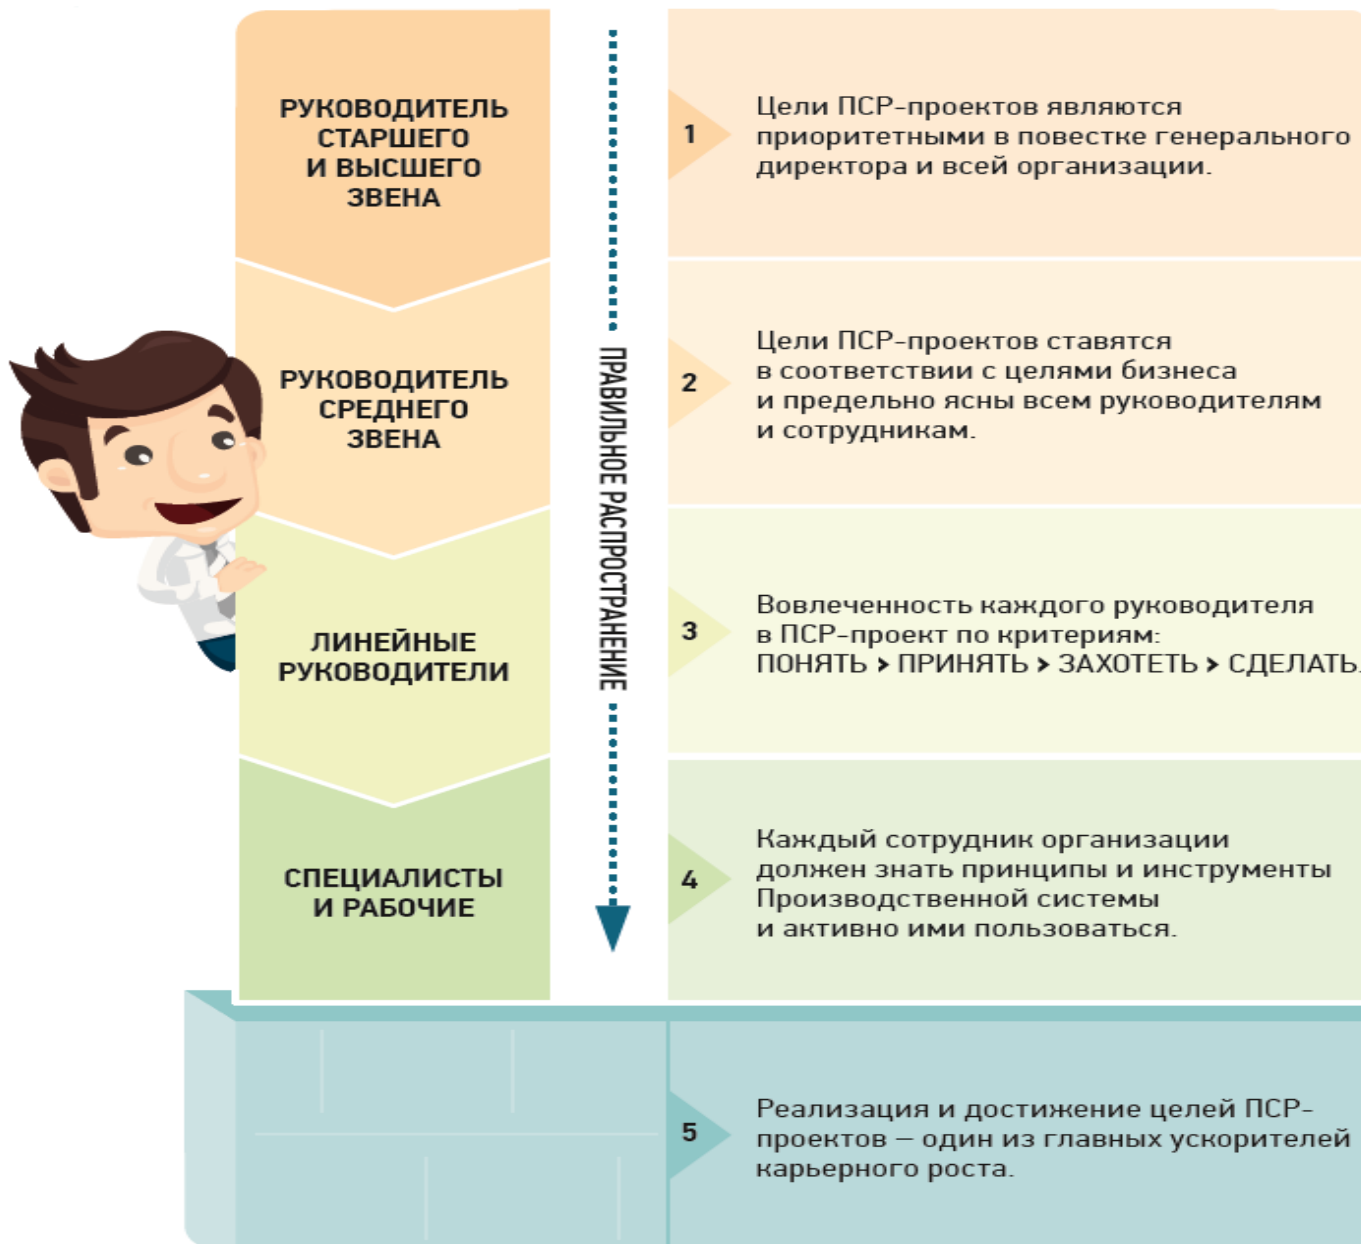 РУКОВОДИТЕЛЬ
СТАРШЕГО
И ВЫСШЕГО
ЗВЕНА
1
Цели ПСР-проектов являются
приоритетными в повестке генерального
директора и всей организации.
РУКОВОДИТЕЛЬ
СРЕДНЕГО
ЗВЕНА
2
Цели ПСР-проектов ставятся
в соответствии с целями бизнеса
и предельно ясны всем руководителям
и сотрудникам.
ПРАВИЛЬНОЕ РАСПРОСТРАНЕНИЕ
ЛИНЕЙНЫЕ
РУКОВОДИТЕЛИ
3
Вовлеченность каждого руководителя
в ПСР-проект по критериям:
ПОНЯТЬ > ПРИНЯТЬ > ЗАХОТЕТЬ > СДЕЛАТЬ.
СПЕЦИАЛИСТЫ
И РАБОЧИЕ
4
Каждый сотрудник организации
должен знать принципы и инструменты
Производственной системы
и активно ими пользоваться.
5
Реализация и достижение целей ПСР-
проектов – один из главных ускорителей
карьерного роста.